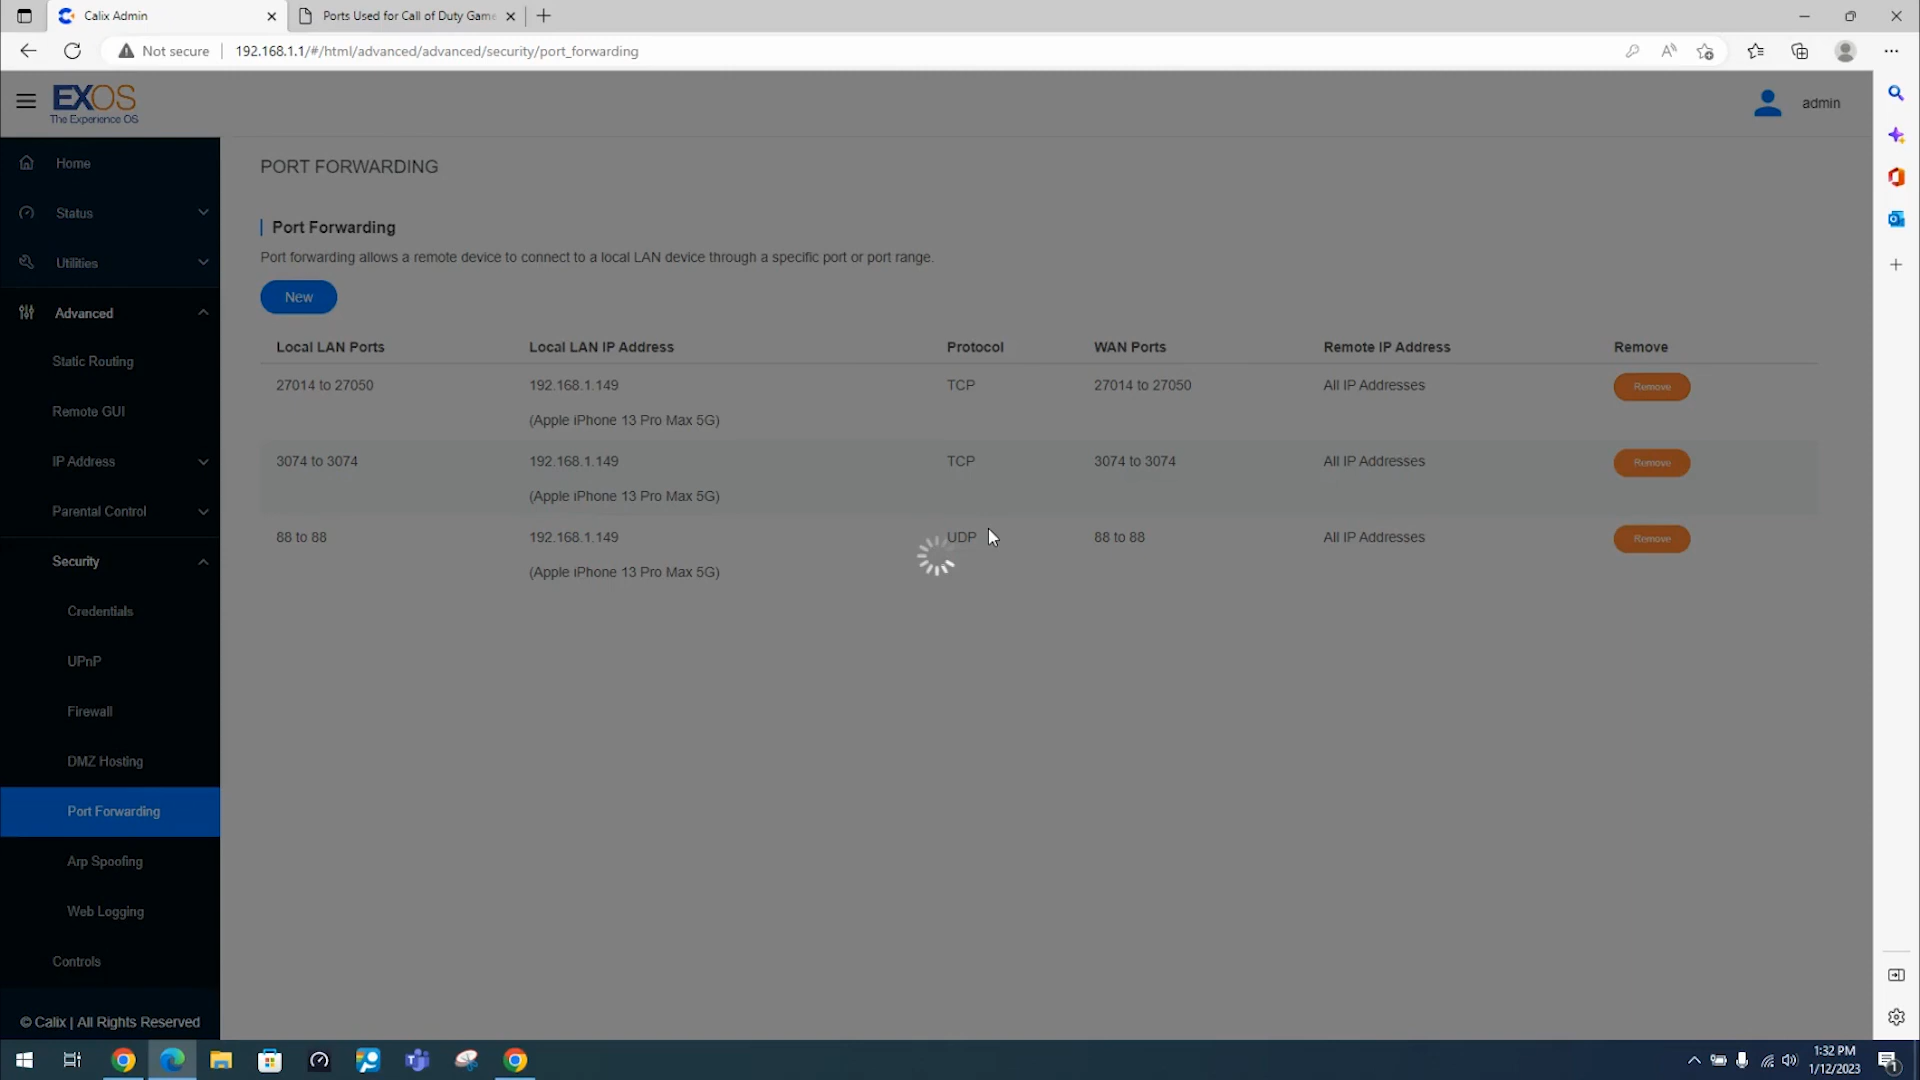 Calix Admin
Ports Used for Call of Duty Game
Not secure
192.168.1.1/#/html/advanced/advanced/security/port_forwarding
EXOS
The Experience OS
admin
Home
Status
Utilities
Advanced
Static Routing
Remote GUI
IP Address
Parental Control
Security
Credentials
UPnP
Firewall
DMZ Hosting
Port Forwarding
Arp Spoofing
Web Logging
Controls
© Calix | All Rights Reserved
PORT FORWARDING
Port Forwarding
Port forwarding allows a remote device to connect to a local LAN device through a specific port or port range.
New
Local LAN Ports Local LAN IP Address Protocol WAN Ports Remote IP Address Remove
27014 to 27050 192.168.1.149 TCP 27014 to 27050 All IP Addresses Remove
(Apple iPhone 13 Pro Max 5G)
3074 to 3074 192.168.1.149 TCP 3074 to 3074 All IP Addresses Remove
(Apple iPhone 13 Pro Max 5G)
88 to 88 192.168.1.149 UDP 88 to 88 All IP Addresses Remove
(Apple iPhone 13 Pro Max 5G)
1:32 PM
1/12/2023
1